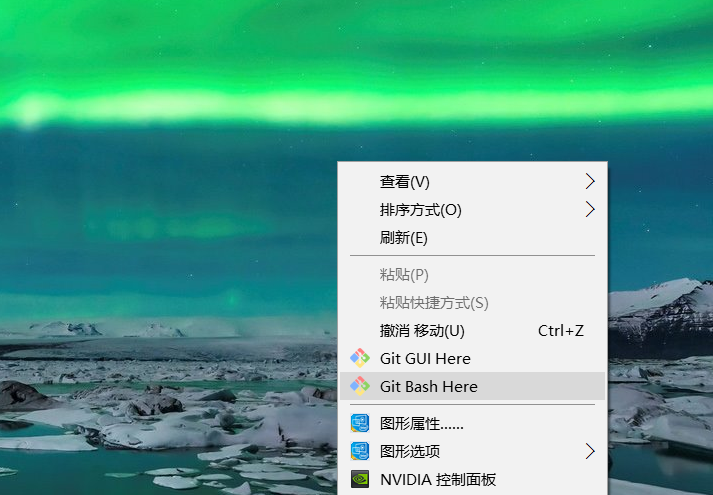 查看(V)
排序方式(O)
刷新(E)
粘贴(P)
粘贴快捷方式(S)
撤消 移动(U) Ctrl+Z
Git GUI Here
Git Bash Here
图形属性......
图形选项
NVIDIA 控制面板